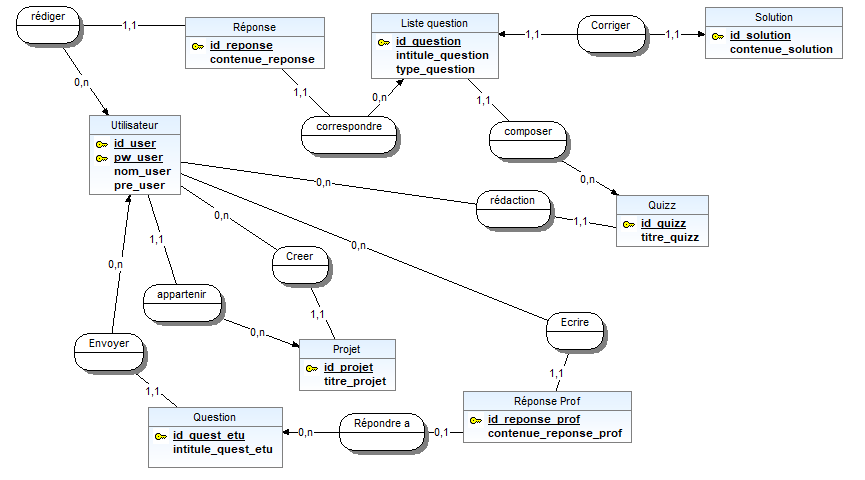 rédiger
1,1
Réponse
id_reponse
contenue_reponse
Liste question
id_question
intitule_question
type_question
1,1
Corriger
1,1
Solution
id_solution
contenue_solution
0,n
1,1
0,n
1,1
correspondre
composer
Utilisateur
id_user
pw_user
nom_user
pre_user
0,n
0,n
rédaction
1,1
Quizz
id_quizz
titre_quizz
0,n
1,1
0,n
0,n
Creer
appartenir
1,1
0,n
Envoyer
Projet
id_projet
titre_projet
Ecrire
1,1
1,1
Question
id_quest_etu
intitule_quest_etu
0,n
Répondre a
0,1
Réponse Prof
id_reponse_prof
contenue_reponse_prof